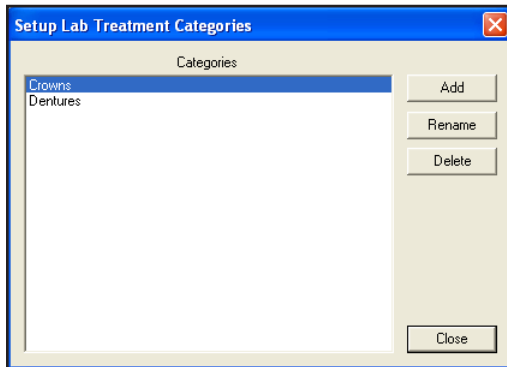 Setup Lab Treatment Categories
Categories
Crowns
Dentures
Add
Rename
Delete
Close